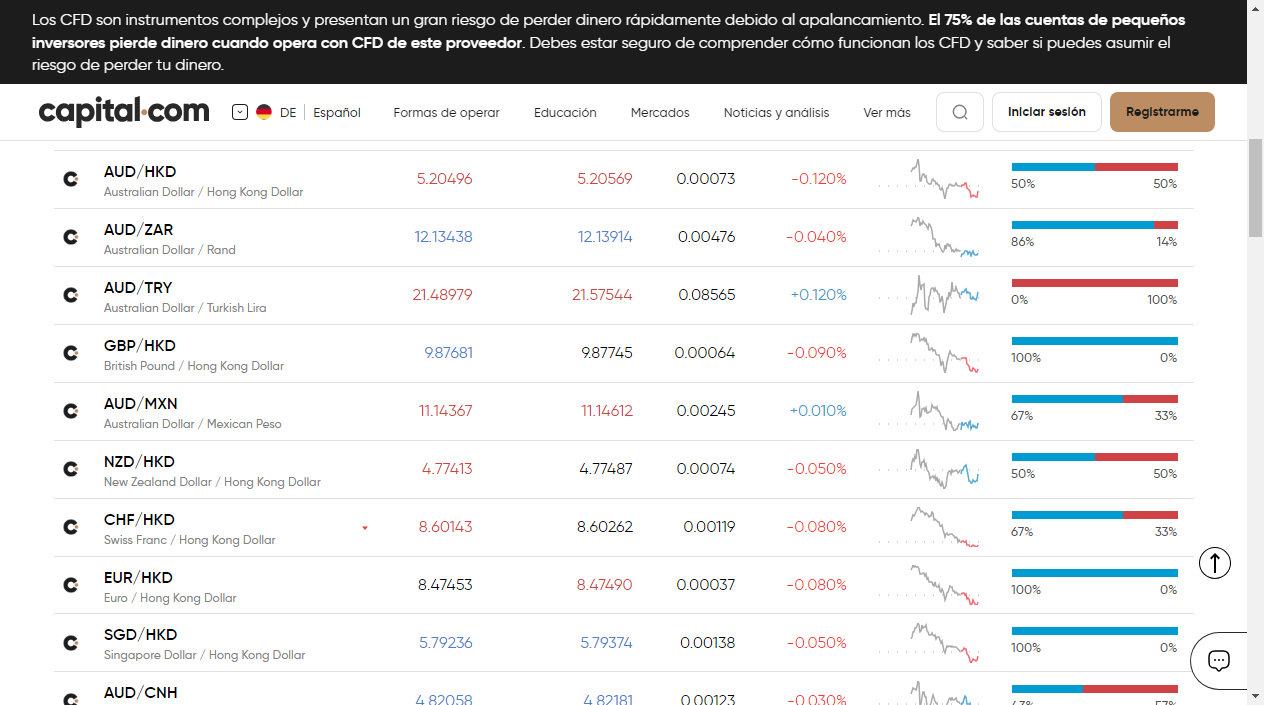 Los CFD son instrumentos complejos y presentan un gran riesgo de perder dinero rápidamente debido al apalancamiento. El 75% de las cuentas de pequeños
inversores pierde dinero cuando opera con CFD de este proveedor. Debes estar seguro de comprender cómo funcionan los CFD y saber si puedes asumir el
riesgo de perder tu dinero.
capital.com DE Español Formas de operar Educación Mercados Noticias y análisis Ver más Iniciar sesión Registrarme
AUD/HKD 5.20496 5.20569 0.00073 -0.120%
Australian Dollar / Hong Kong Dollar 50% 50%
AUD/ZAR 12.13438 12.13914 0.00476 -0.040%
Australian Dollar / Rand 86% 14%
AUD/TRY 21.48979 21.57544 0.08565 +0.120%
Australian Dollar / Turkish Lira 0% 100%
GBP/HKD 9.87681 9.87745 0.00064 -0.090%
British Pound / Hong Kong Dollar 100% 0%
AUD/MXN 11.14367 11.14612 0.00245 +0.010%
Australian Dollar / Mexican Peso 67% 33%
NZD/HKD 4.77413 4.77487 0.00074 -0.050%
New Zealand Dollar / Hong Kong Dollar 50% 50%
CHF/HKD 8.60143 8.60262 0.00119 -0.080%
Swiss Franc / Hong Kong Dollar 67% 33%
EUR/HKD 8.47453 8.47490 0.00037 -0.080%
Euro / Hong Kong Dollar 100% 0%
SGD/HKD 5.79236 5.79374 0.00138 -0.050%
Singapore Dollar / Hong Kong Dollar 100% 0%
AUD/CNH 4.82058 4.82181 0.00123 -0.030%